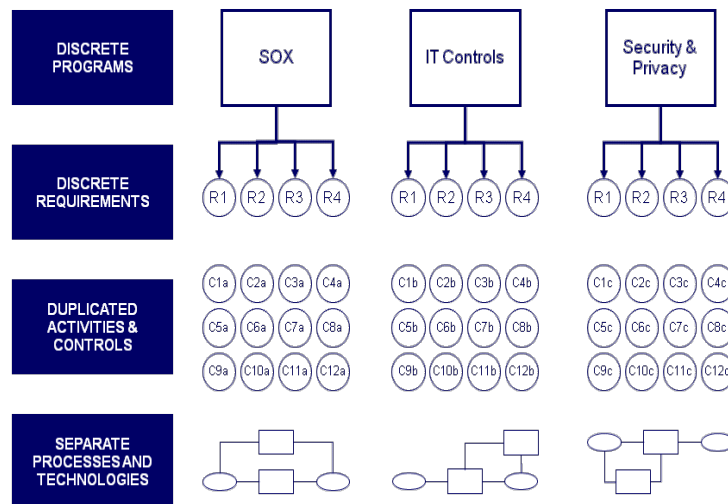 DISCRETE
PROGRAMS
SOX
IT Controls
Security &
Privacy
DISCRETE
REQUIREMENTS
R1 R2 R3 R4 R1 R2 R3 R4 R1 R2 R3 R4
DUPLICATED
ACTIVITIES &
CONTROLS
C1a C2a C3a C4a C1b C2b C3b C4b C1c C2c C3c C4c
C5a C6a C7a C8a C5b C6b C7b C8b C5c C6c C7c C8c
C9a C10a C11a C12a C9b C10b C11b C12b C9c C10c C11c C12c
SEPARATE
PROCESSES AND
TECHNOLOGIES